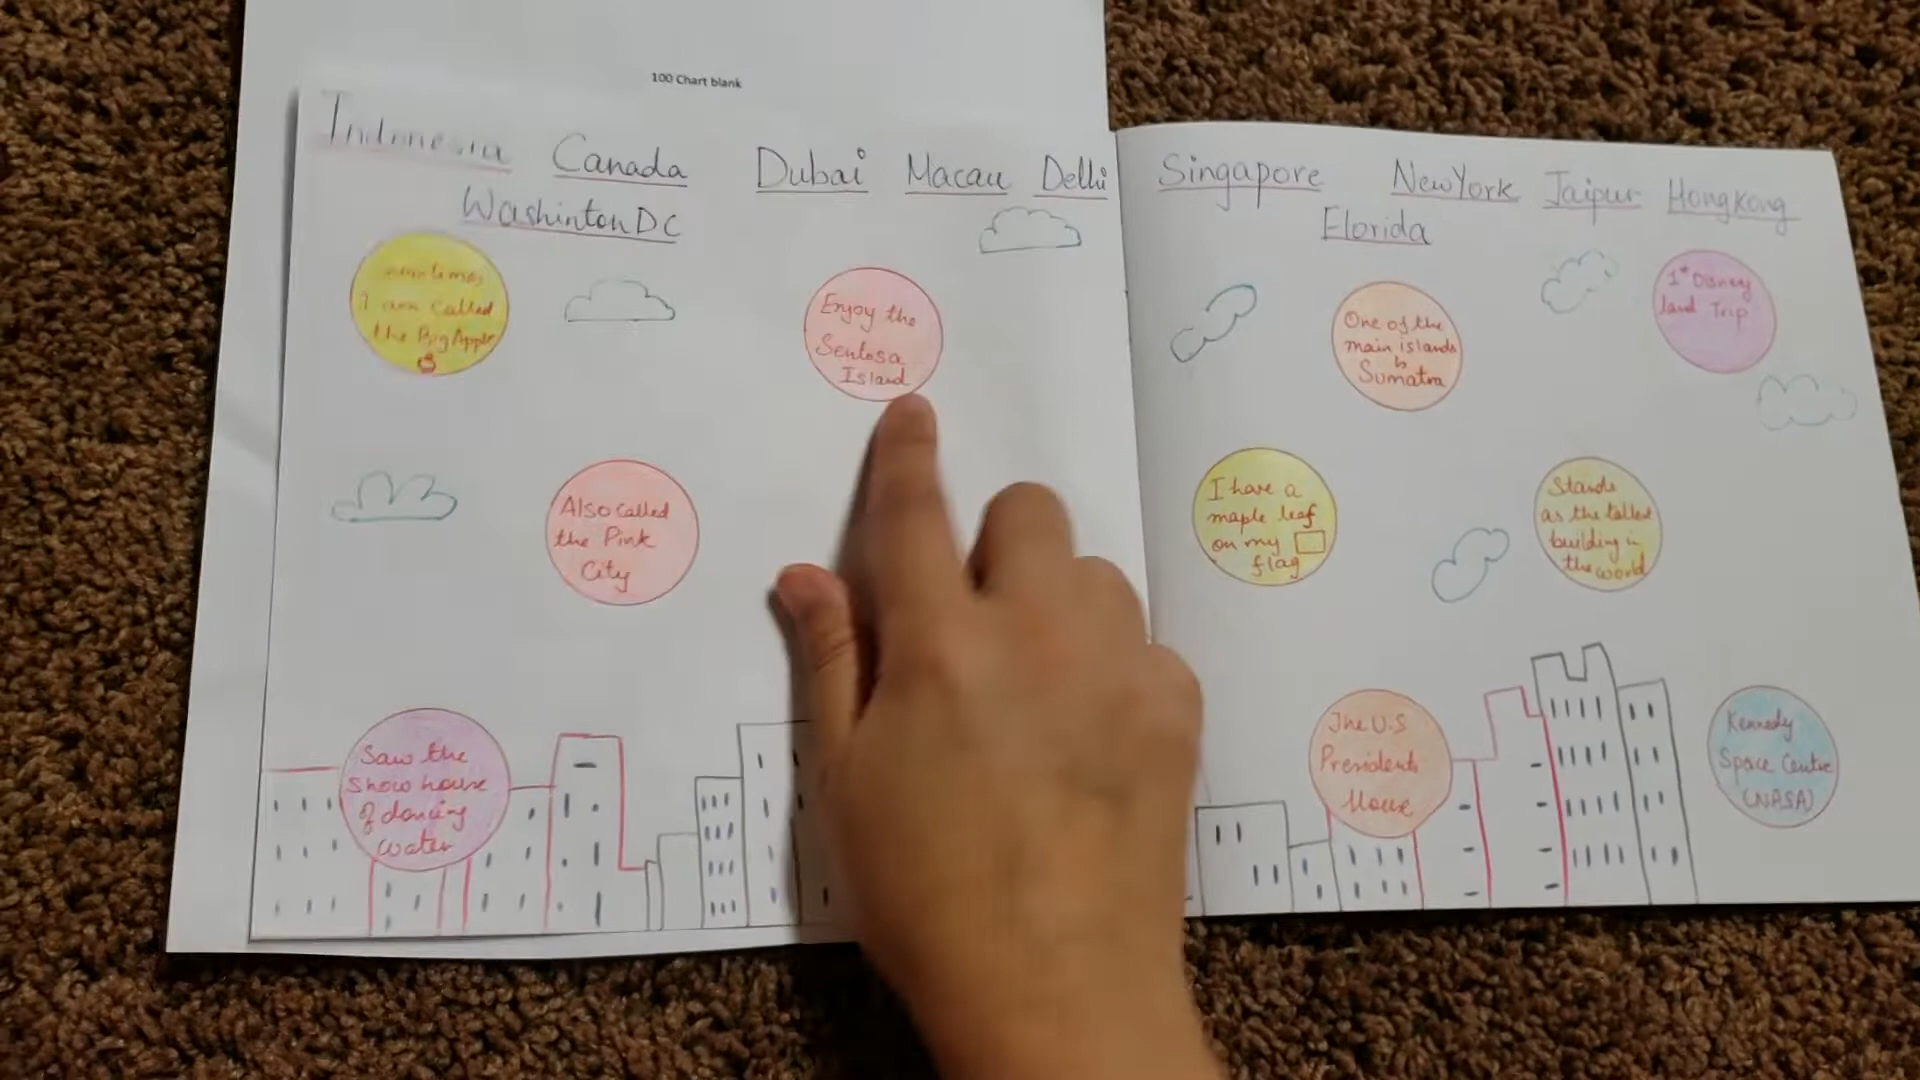 100 Chart blank
Indonesia Canada Dubai Macau Delhi
Washinton DC
Singapore New York Jaipur Hongkong
Florida
I am called
the Big Apple
Enjoy the
Sentosa
Island
Also called
the Pink
City
Saw the
show house
of dancing
water
One of the
main islands
is
Sumatra
1st Disney
land Trip
I have a
maple leaf
on my
flag
Stands
as the tallest
building in
the world
The U.S
Presidents
House
Kennedy
Space Centre
(NASA)